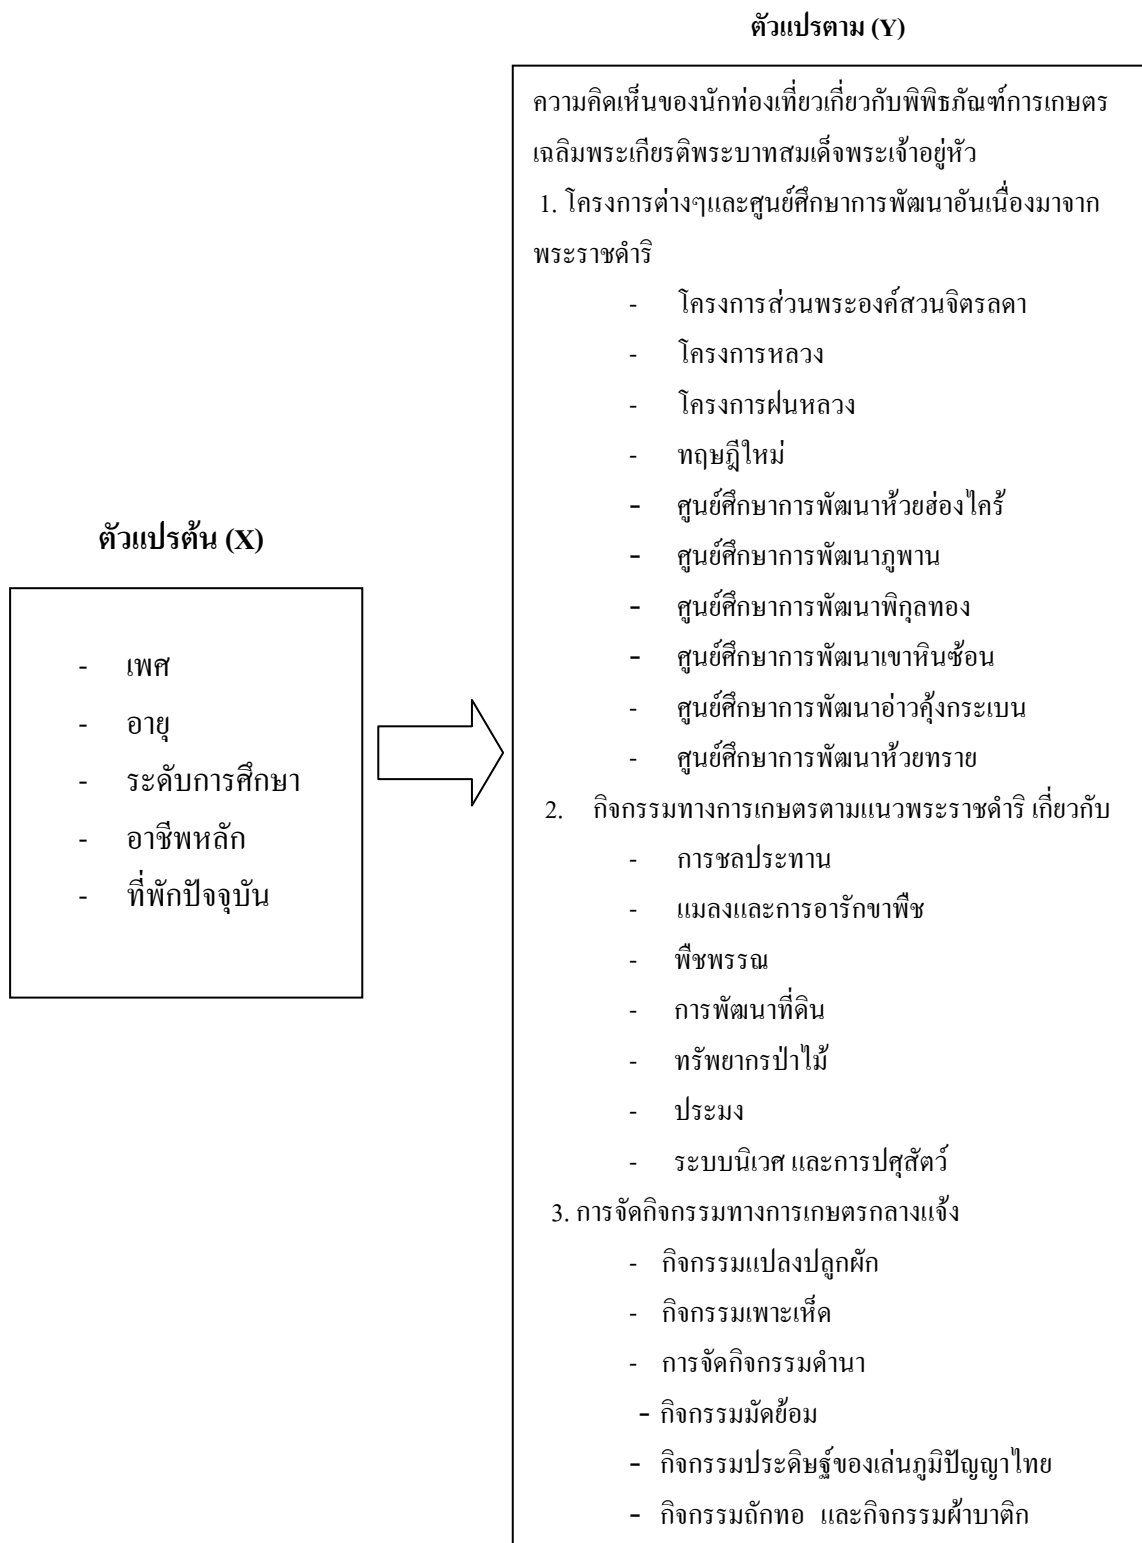 ตัวแปรต้น (X)
- เพศ
- อายุ
- ระดับการศึกษา
- อาชีพหลัก
- ที่พักปัจจุบัน
ตัวแปรตาม (Y)
ความคิดเห็นของนักท่องเที่ยวเกี่ยวกับพิพิธภัณฑ์การเกษตร
เฉลิมพระเกียรติพระบาทสมเด็จพระเจ้าอยู่หัว
1. โครงการต่างๆและศูนย์ศึกษาการพัฒนาอันเนื่องมาจาก
พระราชดำริ
- โครงการส่วนพระองค์สวนจิตรลดา
- โครงการหลวง
- โครงการฝนหลวง
- ทฤษฎีใหม่
- ศูนย์ศึกษาการพัฒนาห้วยฮ่องไคร้
- ศูนย์ศึกษาการพัฒนาภูพาน
- ศูนย์ศึกษาการพัฒนาพิกุลทอง
- ศูนย์ศึกษาการพัฒนาเขาหินซ้อน
- ศูนย์ศึกษาการพัฒนาอ่าวคุ้งกระเบน
- ศูนย์ศึกษาการพัฒนาห้วยทราย
2. กิจกรรมทางการเกษตรตามแนวพระราชดำริ เกี่ยวกับ
- การชลประทาน
- แมลงและการอารักขาพืช
- พืชพรรณ
- การพัฒนาที่ดิน
- ทรัพยากรป่าไม้
- ประมง
- ระบบนิเวศ และการปศุสัตว์
3. การจัดกิจกรรมทางการเกษตรกลางแจ้ง
- กิจกรรมแปลงปลูกผัก
- กิจกรรมเพาะเห็ด
- การจัดกิจกรรมดำนา
- กิจกรรมมัดย้อม
- กิจกรรมประดิษฐ์ของเล่นภูมิปัญญาไทย
- กิจกรรมถักทอ และกิจกรรมผ้าบาติก